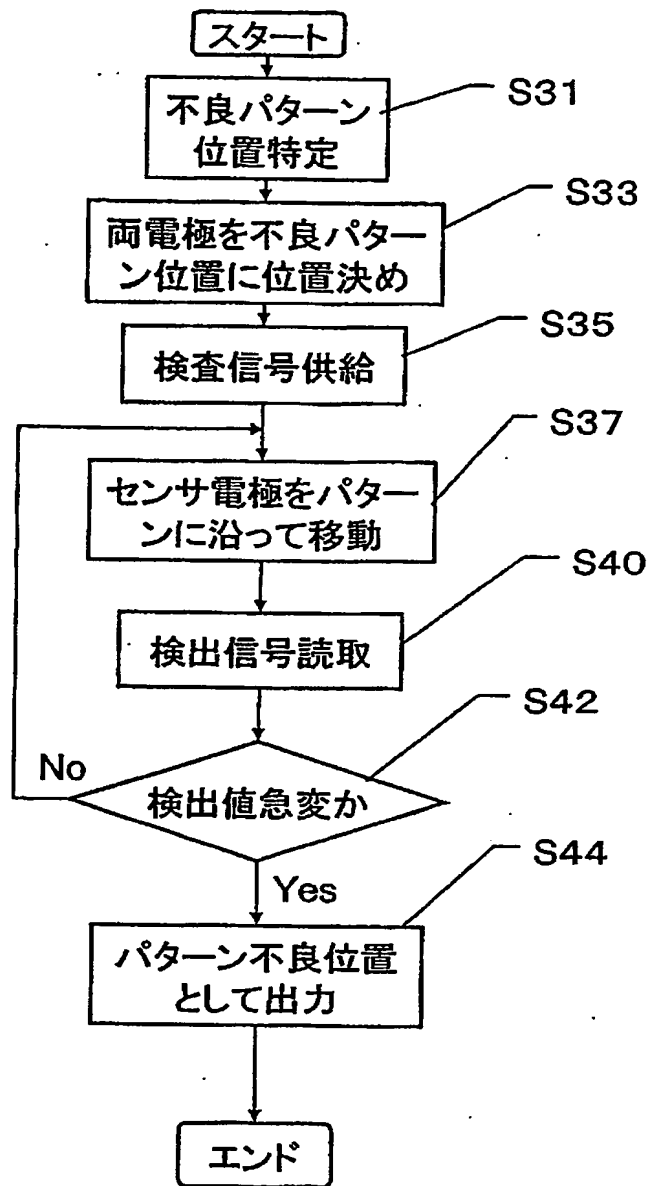 スタート
S31
不良パターン
位置特定
S33
両電極を不良パター
ン位置に位置決め
S35
検査信号供給
S37
センサ電極をパター
ンに沿って移動
S40
検出信号読取
S42
No
検出値急変か
Yes
S44
パターン不良位置
として出力
エンド